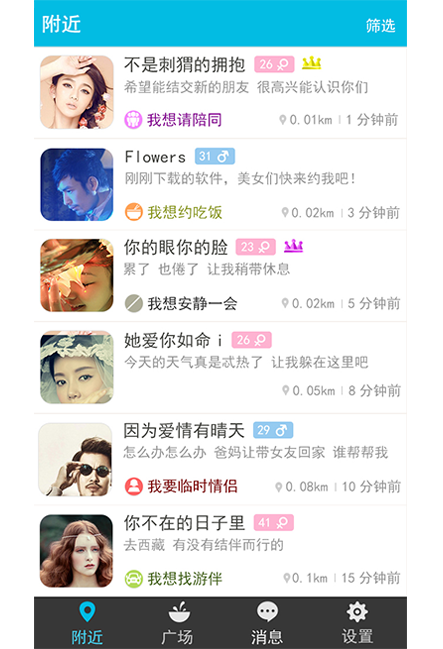 附近
筛选
不是刺猬的拥抱 26
希望能结交新的朋友 很高兴能认识你们
我想请陪同 0.01km 1 分钟前
Flowers 31
刚刚下载的软件，美女们快来约我吧！
我想约吃饭 0.02km 3 分钟前
你的眼你的脸 23
累了 也倦了 让我稍带休息
我想安静一会 0.02km 5 分钟前
她爱你如命 i 26
今天的天气真是忒热了 让我躲在这里吧
0.05km 8 分钟前
因为爱情有晴天 29
怎么办怎么办 爸妈让带女友回家 谁帮帮我
我要临时情侣 0.08km 10 分钟前
你不在的日子里 41
去西藏 有没有结伴而行的
我想找游伴 0.1km 15 分钟前
附近 广场 消息 设置